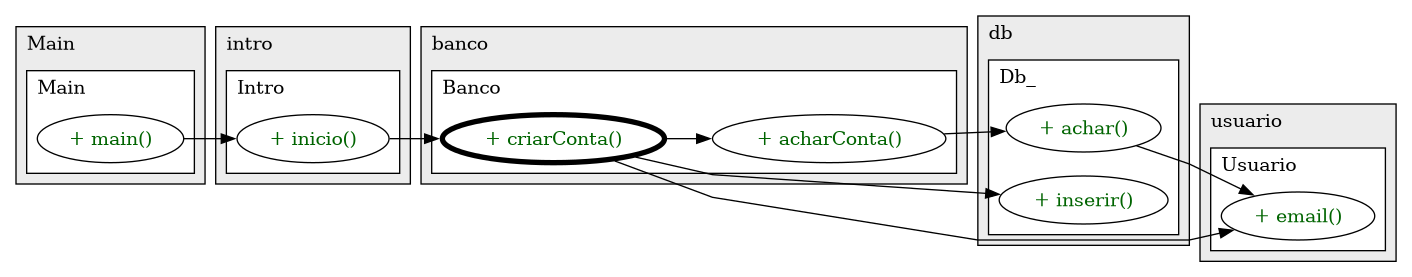 Main
Main
+ main()
intro
Intro
+ inicio()
banco
Banco
+ criarConta()
+ acharConta()
db
Db_
+ achar()
+ inserir()
usuario
Usuario
+ email()